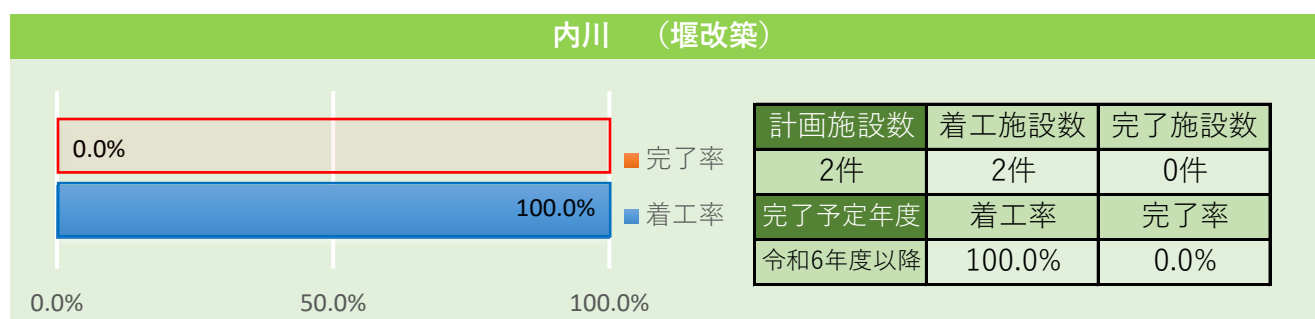 内川　（堰改築）
0.0%
100.0%
完了率
着工率
0.0% 50.0% 100.0%
計画施設数 着工施設数 完了施設数
2件 2件 0件
完了予定年度 着工率 完了率
令和6年度以降 100.0% 0.0%